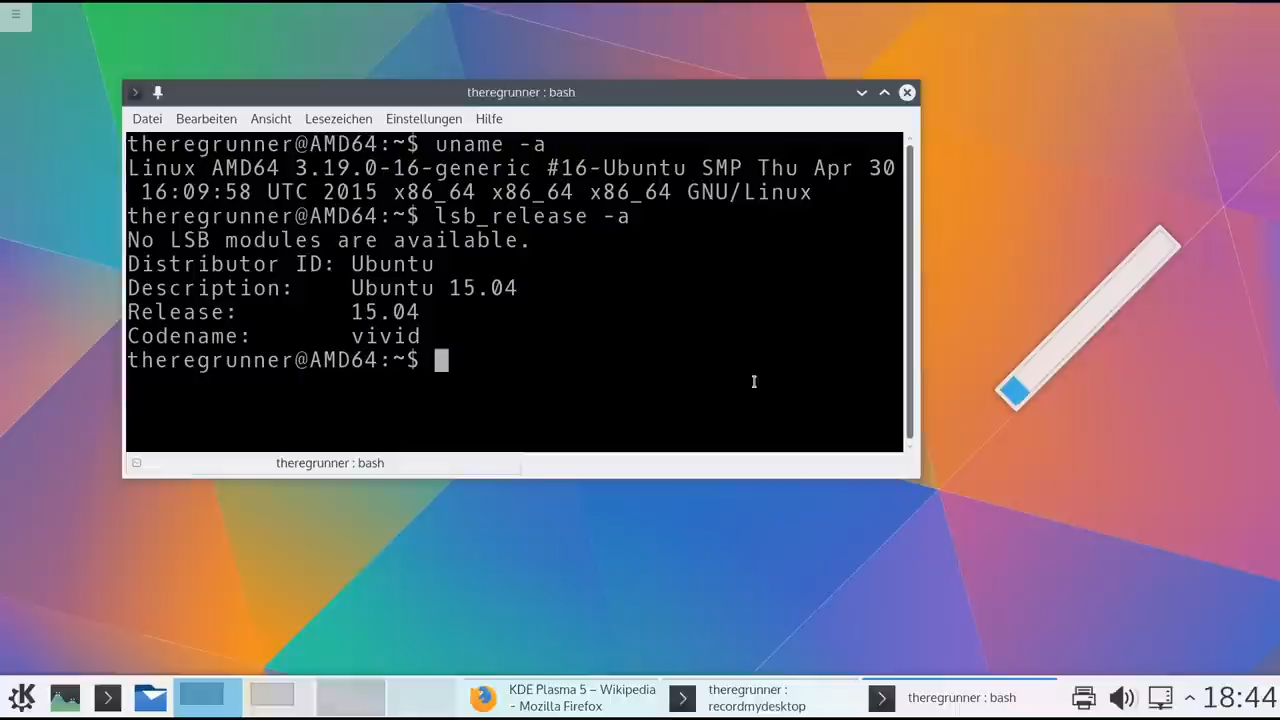 theregrunner : bash
Datei Bearbeiten Ansicht Lesezeichen Einstellungen Hilfe
theregrunner@AMD64:~$ uname -a
Linux AMD64 3.19.0-16-generic #16-Ubuntu SMP Thu Apr 30
16:09:58 UTC 2015 x86_64 x86_64 x86_64 GNU/Linux
theregrunner@AMD64:~$ lsb_release -a
No LSB modules are available.
Distributor ID: Ubuntu
Description: Ubuntu 15.04
Release: 15.04
Codename: vivid
theregrunner@AMD64:~$
theregrunner : bash
KDE Plasma 5 – Wikipedia
- Mozilla Firefox
theregrunner :
recordmydesktop
theregrunner : bash
18:44